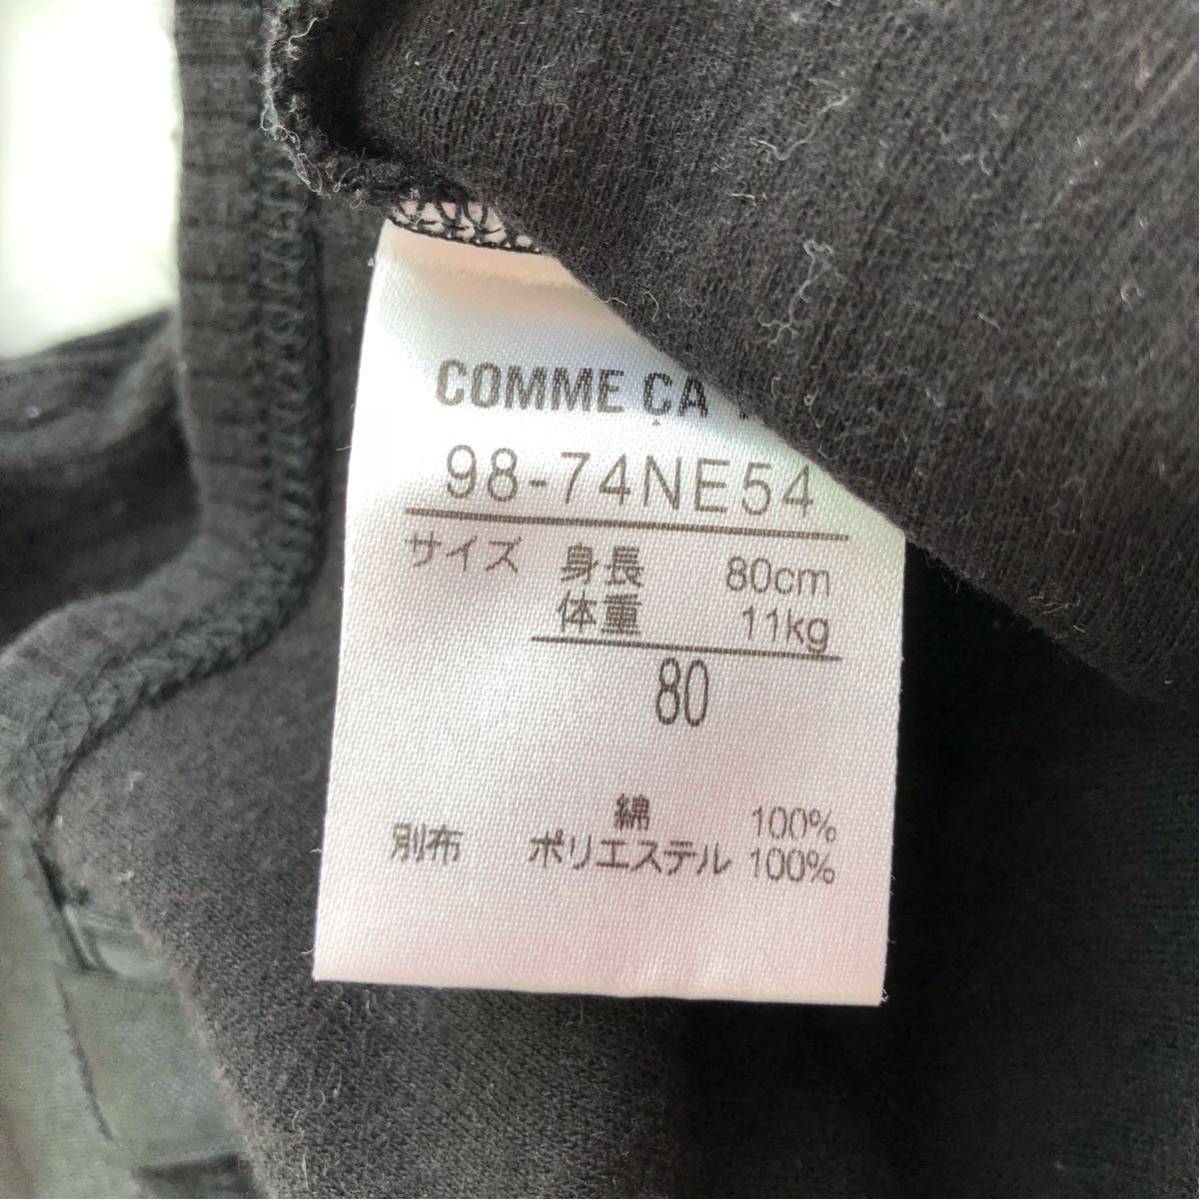 COMME CA
98-74NE54
サイズ 身長 80cm
体重 11kg
80
綿 100%
別布 ポリエステル 100%